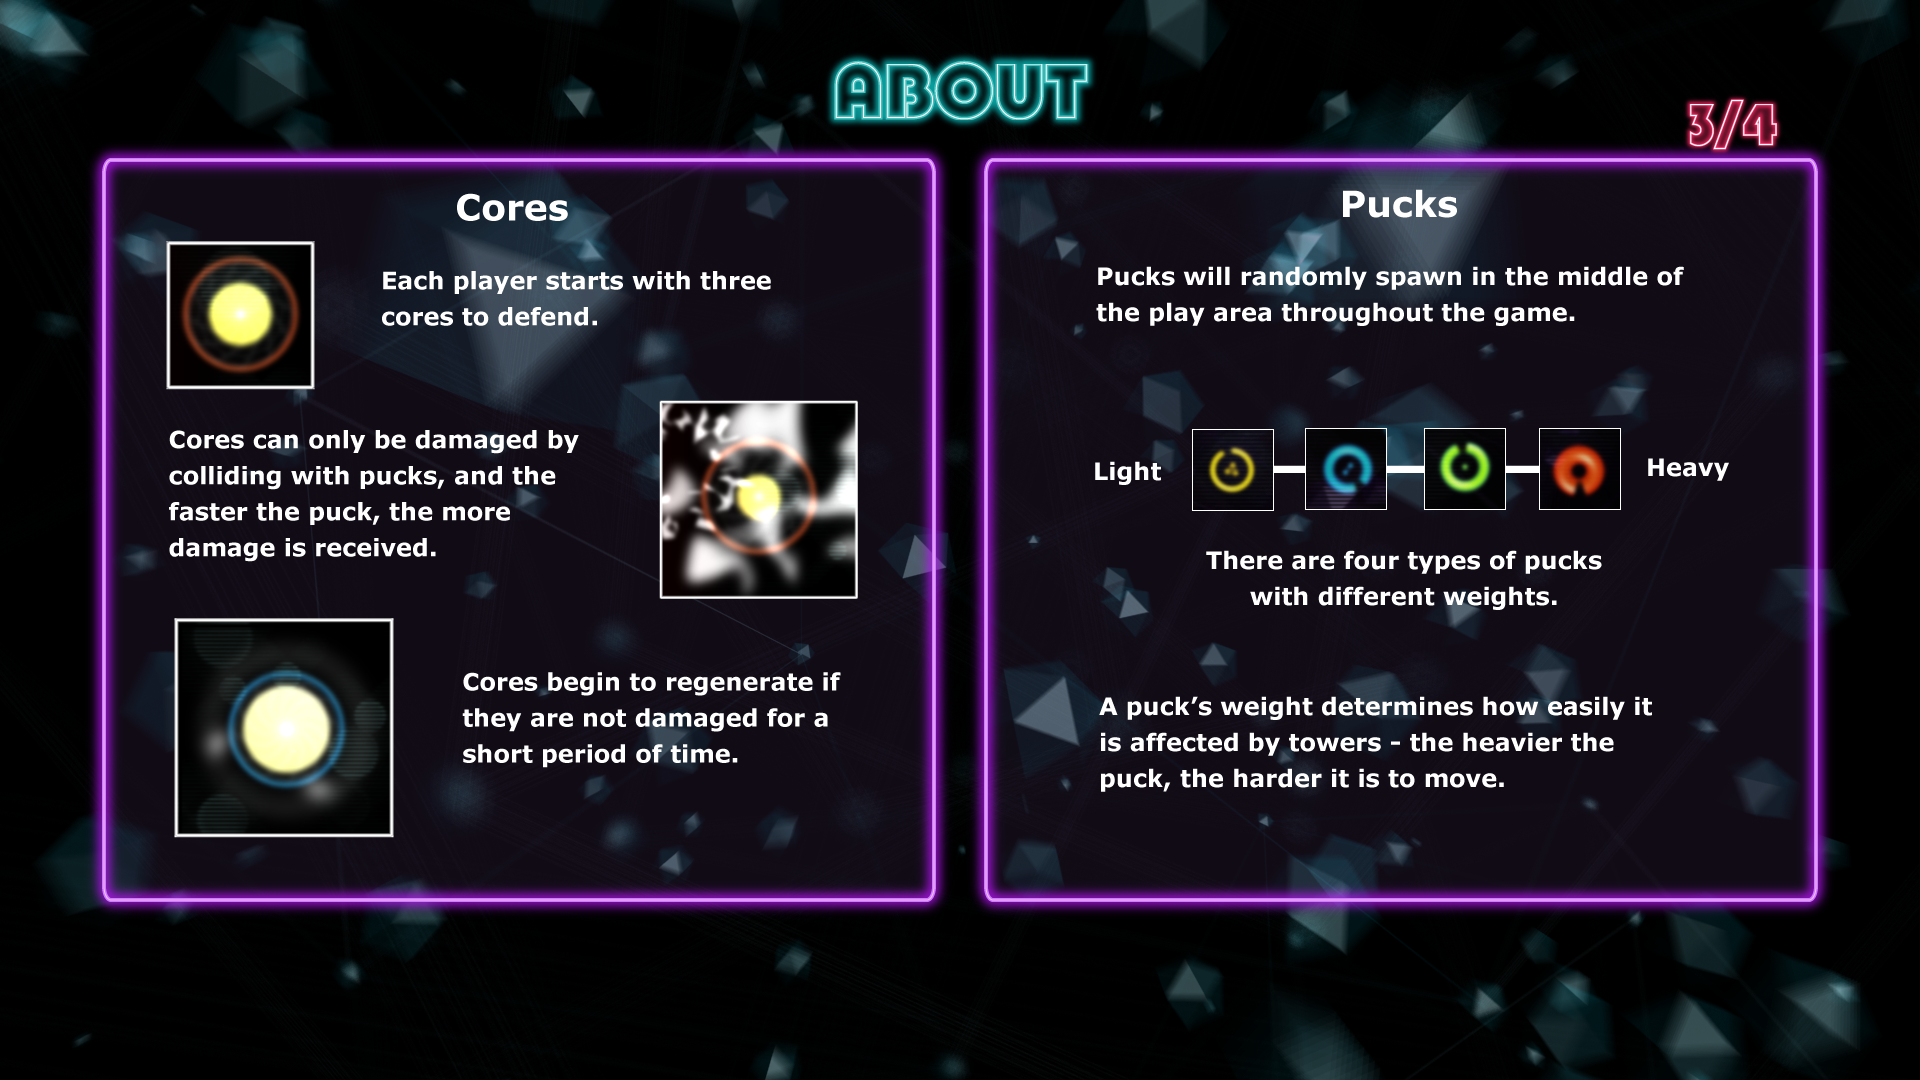 ABOUT
3/4
Cores
Each player starts with three
cores to defend.
Cores can only be damaged by
colliding with pucks, and the
faster the puck, the more
damage is received.
Cores begin to regenerate if
they are not damaged for a
short period of time.
Pucks
Pucks will randomly spawn in the middle of
the play area throughout the game.
Light
Heavy
There are four types of pucks
with different weights.
A puck’s weight determines how easily it
is affected by towers - the heavier the
puck, the harder it is to move.